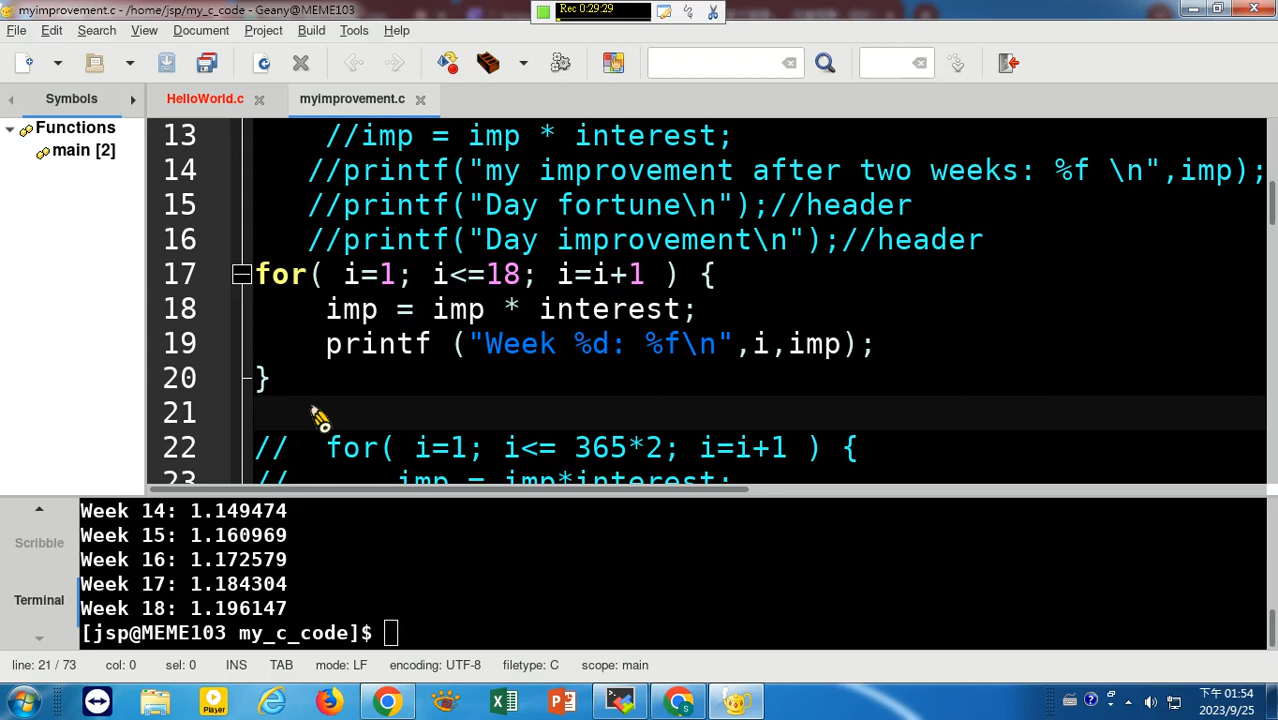 myimprovement.c - /home/jsp/my_c_code - Geany@MEME103
Rec 0:29:29
File Edit Search View Document Project Build Tools Help
Symbols
HelloWorld.c
myimprovement.c
Functions
main [2]
13 //imp = imp * interest;
14 //printf("my improvement after two weeks: %f \n",imp);
15 //printf("Day fortune\n");//header
16 //printf("Day improvement\n");//header
17 for( i=1; i<=18; i=i+1 ) {
18 imp = imp * interest;
19 printf ("Week %d: %f\n",i,imp);
20 }
21
22 // for( i=1; i<= 365*2; i=i+1 ) {
23 // imp = imp*interest;
Scribble
Terminal
Week 14: 1.149474
Week 15: 1.160969
Week 16: 1.172579
Week 17: 1.184304
Week 18: 1.196147
[jsp@MEME103 my_c_code]$
line: 21 / 73 col: 0 sel: 0 INS TAB mode: LF encoding: UTF-8 filetype: C scope: main
Player
下午 01:54
2023/9/25